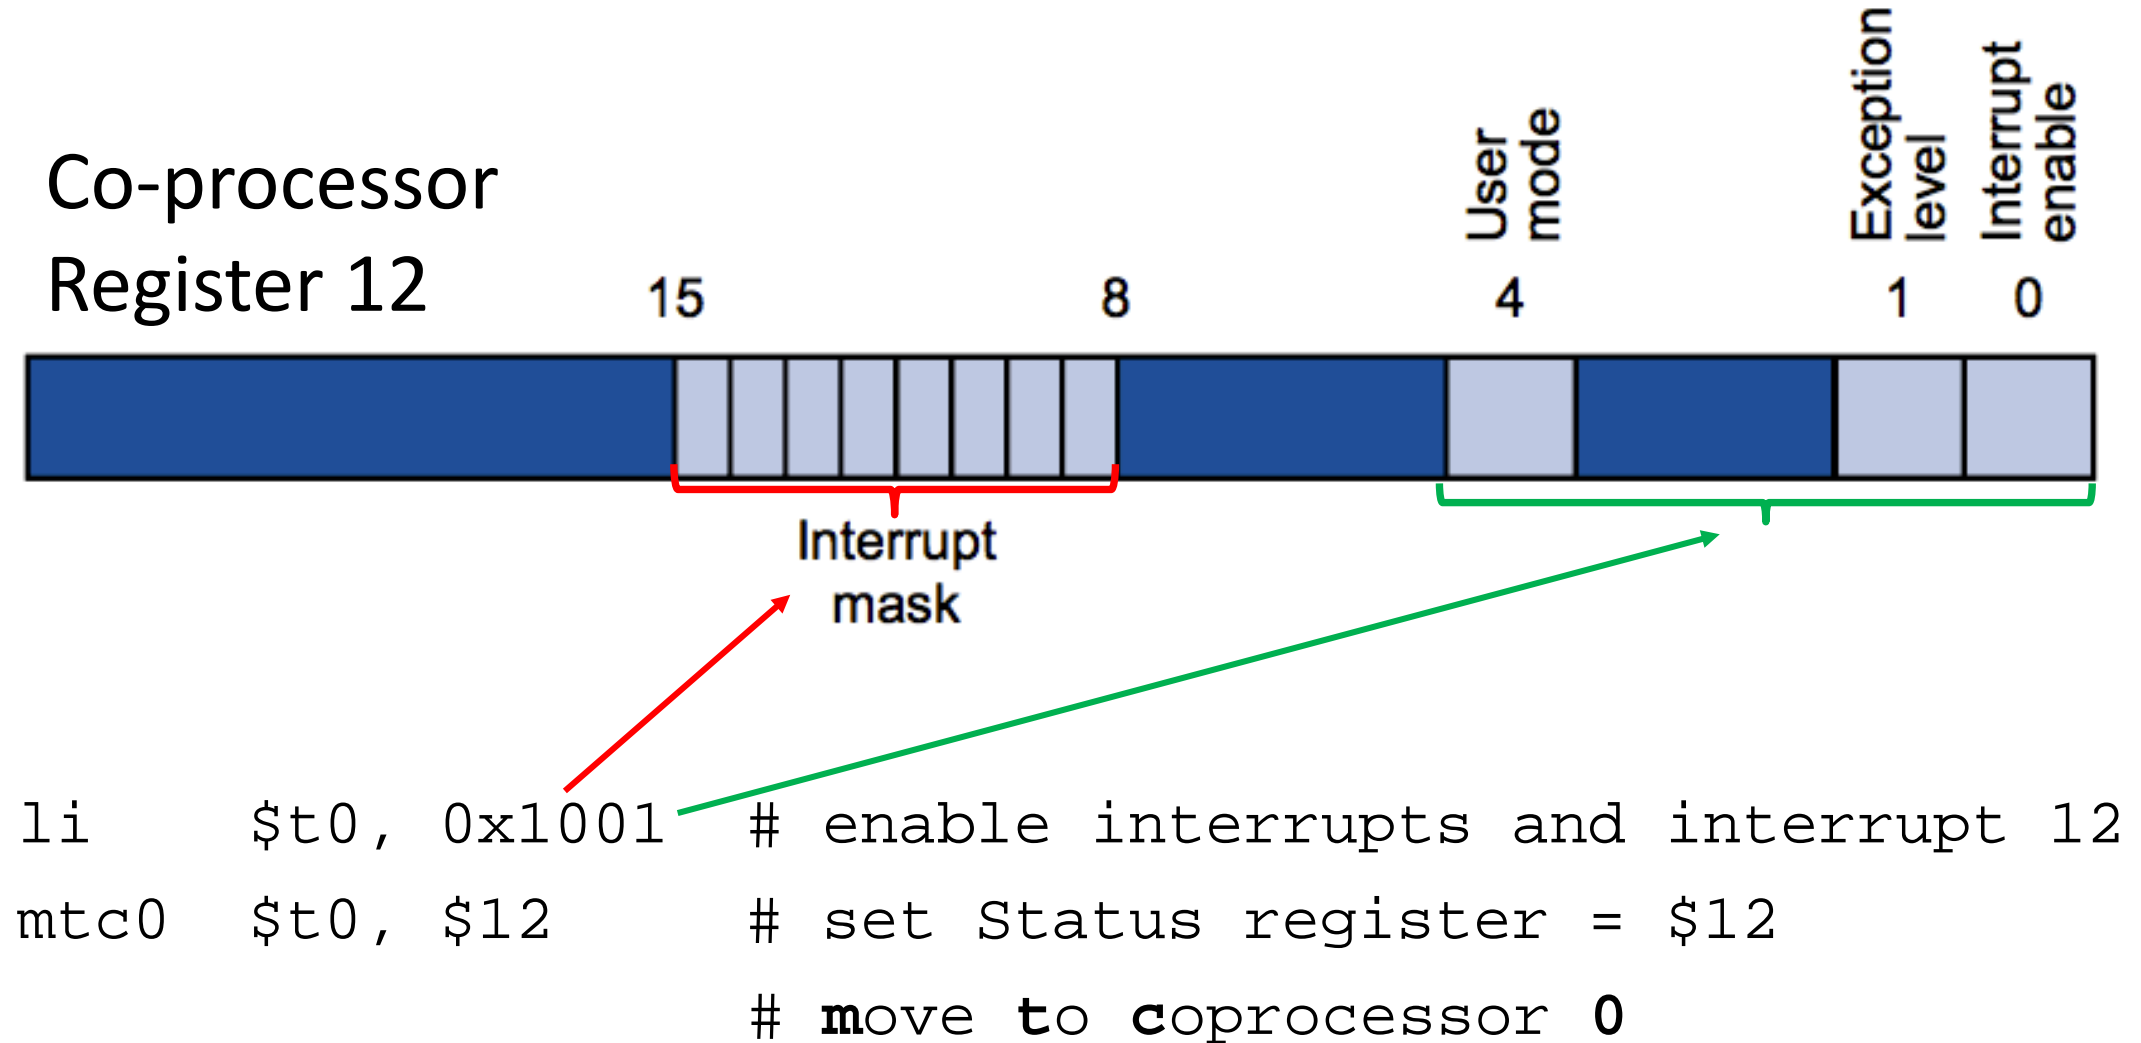 Co-processor
Register 12
User
mode
Exception
level
Interrupt
enable
15 8 4 1 0
Interrupt
mask
li $t0, 0x1001 # enable interrupts and interrupt 12
mtc0 $t0, $12 # set Status register = $12
# move to coprocessor 0